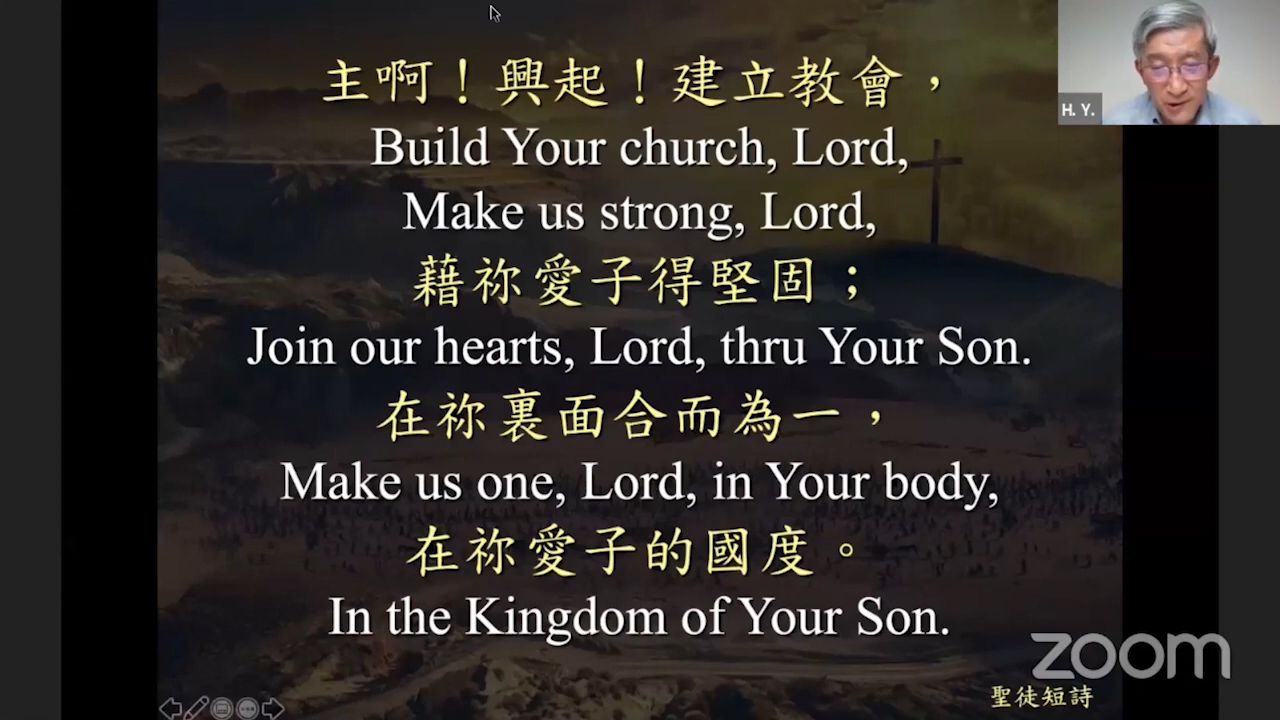 主啊！興起！建立教會，
Build Your church, Lord,
Make us strong, Lord,
藉祢愛子得堅固；
Join our hearts, Lord, thru Your Son.
在祢裏面合而為一，
Make us one, Lord, in Your body,
在祢愛子的國度。
In the Kingdom of Your Son.
聖徒短詩
H. Y.
zoom